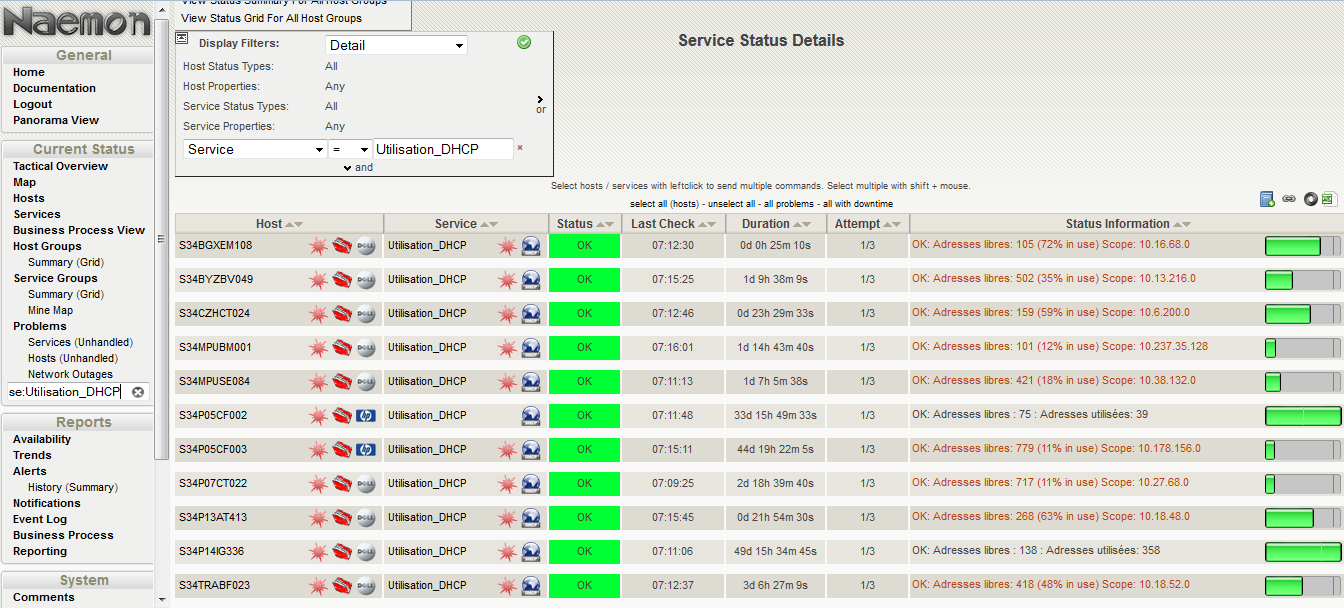 Naemon
General
Home
Documentation
Logout
Panorama View
Current Status
Tactical Overview
Map
Hosts
Services
Business Process View
Host Groups
Summary (Grid)
Service Groups
Summary (Grid)
Mine Map
Problems
Services (Unhandled)
Hosts (Unhandled)
Network Outages
se:Utilisation_DHCP
Reports
Availability
Trends
Alerts
History (Summary)
Notifications
Event Log
Business Process
Reporting
System
Comments
View Status Summary For All Host Groups
View Status Grid For All Host Groups
Display Filters: Detail
Host Status Types: All
Host Properties: Any
Service Status Types: All
Service Properties: Any
or
Service = Utilisation_DHCP ×
and
Service Status Details
Select hosts / services with leftclick to send multiple commands. Select multiple with shift + mouse.
select all (hosts) - unselect all - all problems - all with downtime
Host Service Status Last Check Duration Attempt Status Information
S34BGXEM108 DELL Utilisation_DHCP OK 07:12:30 0d 0h 25m 10s 1/3 OK: Adresses libres: 105 (72% in use) Scope: 10.16.68.0
S34BYZBV049 DELL Utilisation_DHCP OK 07:15:25 1d 9h 38m 9s 1/3 OK: Adresses libres: 502 (35% in use) Scope: 10.13.216.0
S34CZHCT024 DELL Utilisation_DHCP OK 07:12:46 0d 23h 29m 33s 1/3 OK: Adresses libres: 159 (59% in use) Scope: 10.6.200.0
S34MPUBM001 DELL Utilisation_DHCP OK 07:16:01 1d 14h 43m 40s 1/3 OK: Adresses libres: 101 (12% in use) Scope: 10.237.35.128
S34MPUSE084 DELL Utilisation_DHCP OK 07:11:13 1d 7h 5m 38s 1/3 OK: Adresses libres: 421 (18% in use) Scope: 10.38.132.0
S34P05CF002 hp Utilisation_DHCP OK 07:11:48 33d 15h 49m 33s 1/3 OK: Adresses libres : 75 : Adresses utilisées: 39
S34P05CF003 hp Utilisation_DHCP OK 07:15:11 44d 19h 22m 5s 1/3 OK: Adresses libres: 779 (11% in use) Scope: 10.178.156.0
S34P07CT022 DELL Utilisation_DHCP OK 07:09:25 2d 18h 39m 40s 1/3 OK: Adresses libres: 717 (11% in use) Scope: 10.27.68.0
S34P13AT413 DELL Utilisation_DHCP OK 07:15:45 0d 21h 54m 30s 1/3 OK: Adresses libres: 268 (63% in use) Scope: 10.18.48.0
S34P14IG336 DELL Utilisation_DHCP OK 07:11:06 49d 15h 34m 45s 1/3 OK: Adresses libres : 138 : Adresses utilisées: 358
S34TRABF023 DELL Utilisation_DHCP OK 07:12:37 3d 6h 27m 9s 1/3 OK: Adresses libres: 418 (48% in use) Scope: 10.18.52.0